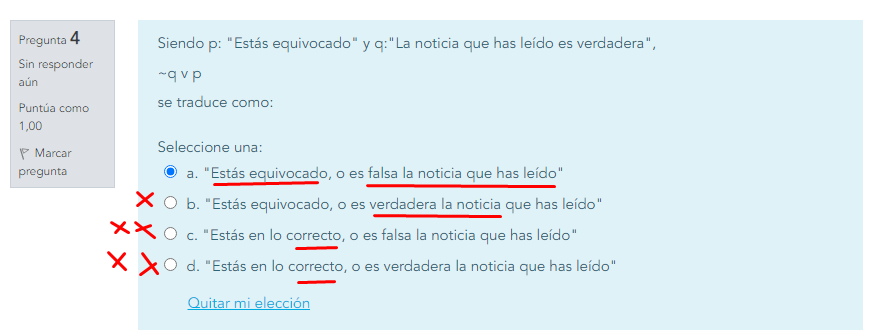 Pregunta 4
Sin responder
aún
Puntúa como
1,00
Marcar
pregunta
Siendo p: "Estás equivocado" y q:"La noticia que has leído es verdadera",
~q v p
se traduce como:
Seleccione una:
a. "Estás equivocado, o es falsa la noticia que has leído"
b. "Estás equivocado, o es verdadera la noticia que has leído"
c. "Estás en lo correcto, o es falsa la noticia que has leído"
d. "Estás en lo correcto, o es verdadera la noticia que has leído"
Quitar mi elección